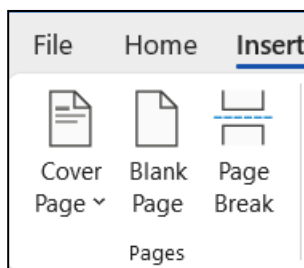 File Home Insert
Cover Page
Blank Page
Page Break
Pages